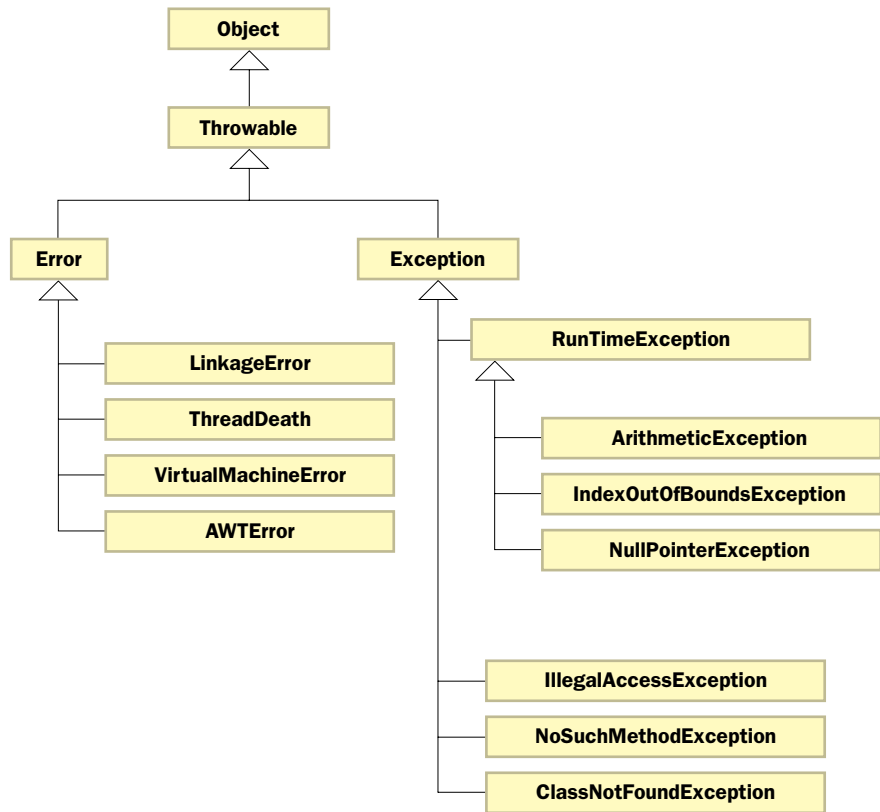 Object
Throwable
Error
Exception
LinkageError
ThreadDeath
VirtualMachineError
AWTError
RunTimeException
ArithmeticException
IndexOutOfBoundsException
NullPointerException
IllegalAccessException
NoSuchMethodException
ClassNotFoundException